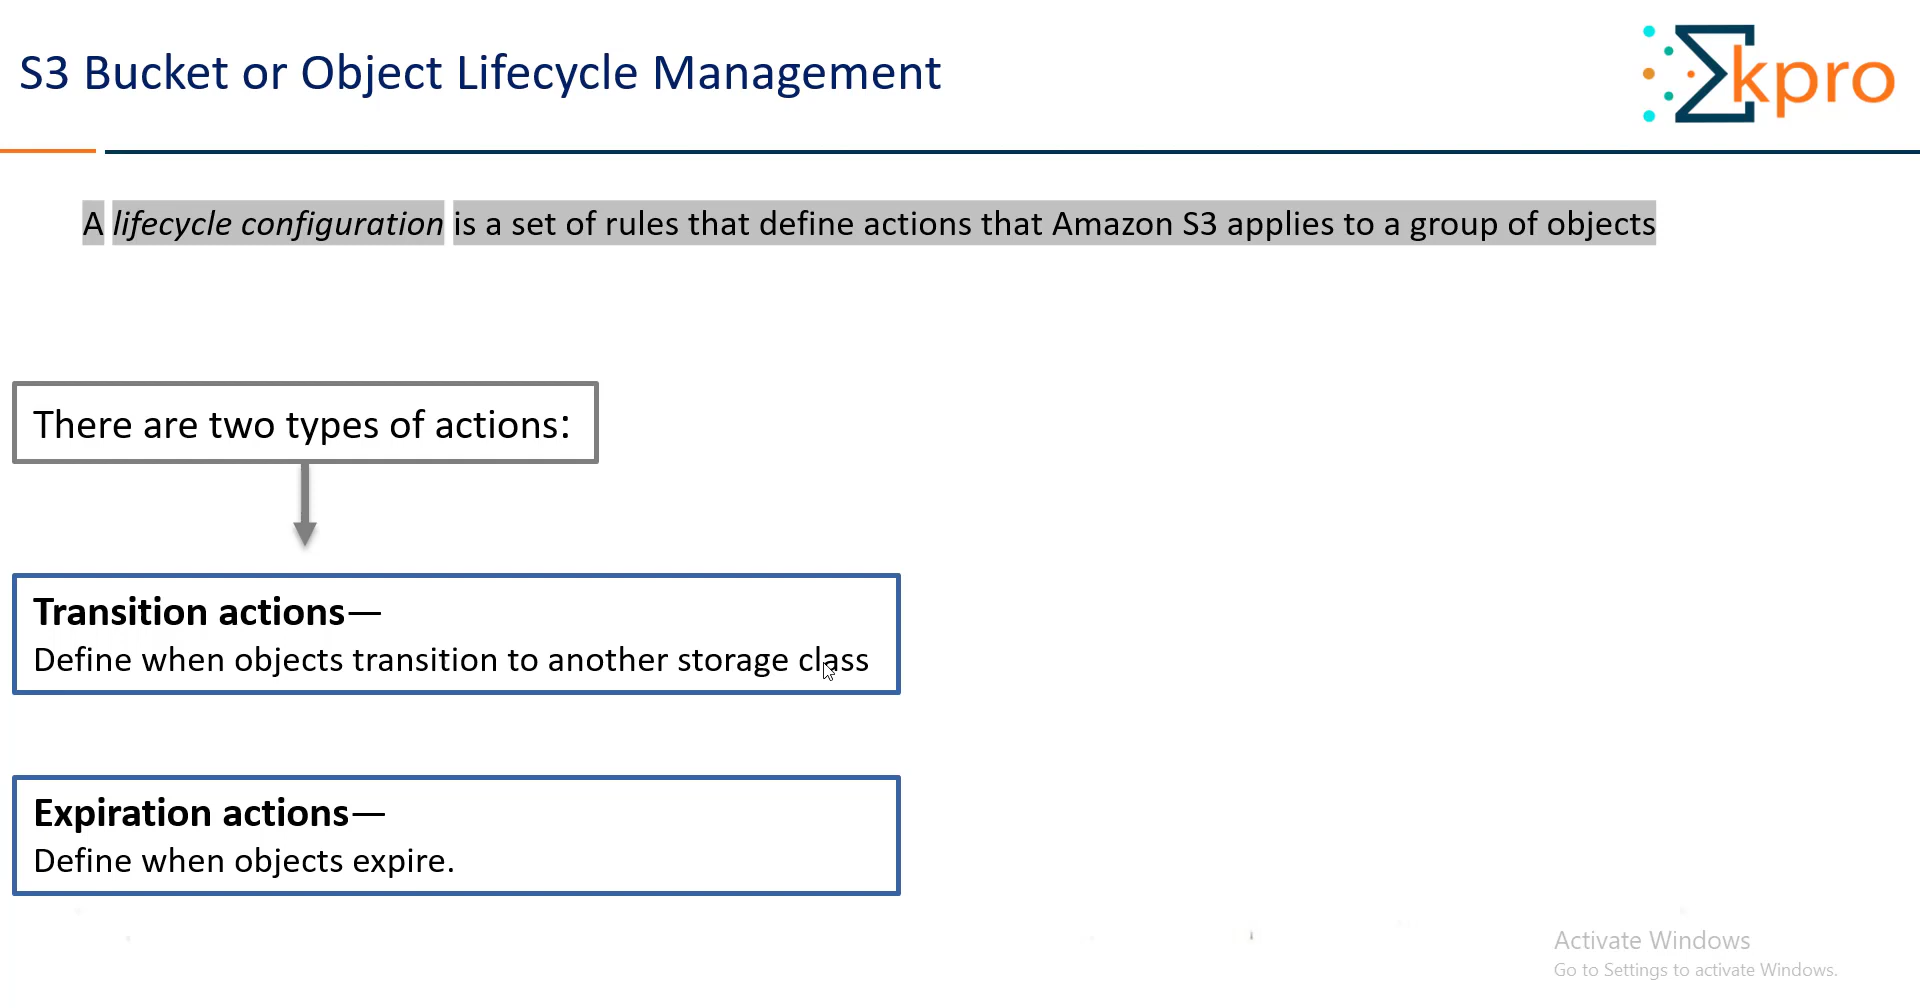 S3 Bucket or Object Lifecycle Management
Σkpro
A lifecycle configuration is a set of rules that define actions that Amazon S3 applies to a group of objects
There are two types of actions:
Transition actions—
Define when objects transition to another storage class
Expiration actions—
Define when objects expire.
Activate Windows
Go to Settings to activate Windows.